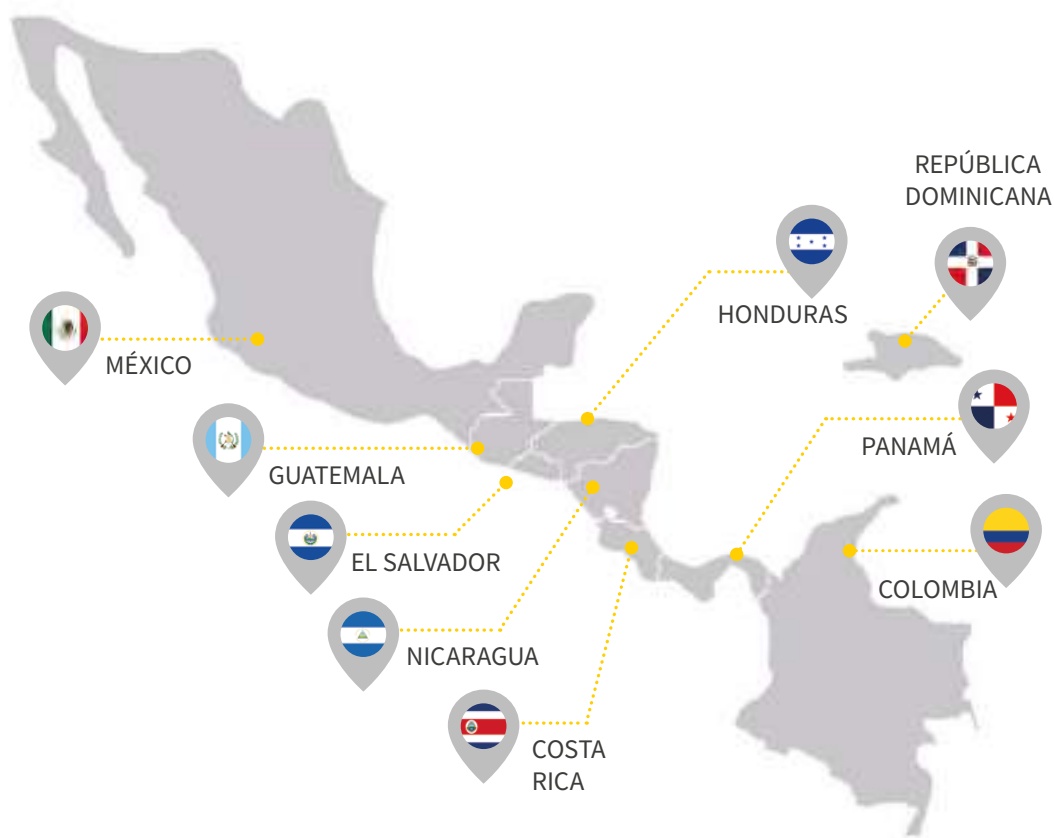 REPÚBLICA
DOMINICANA
HONDURAS
MÉXICO
PANAMÁ
GUATEMALA
EL SALVADOR
COLOMBIA
NICARAGUA
COSTA
RICA